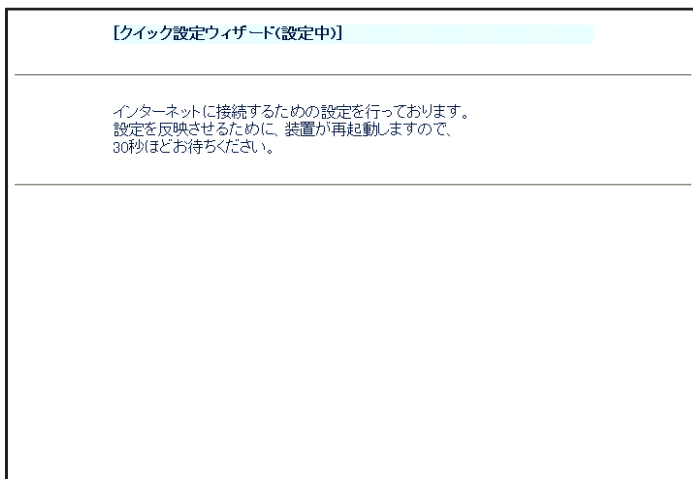 [クイック設定ウィザード(設定中)]
インターネットに接続するための設定を行っております。
設定を反映させるために、装置が再起動しますので、
30秒ほどお待ちください。